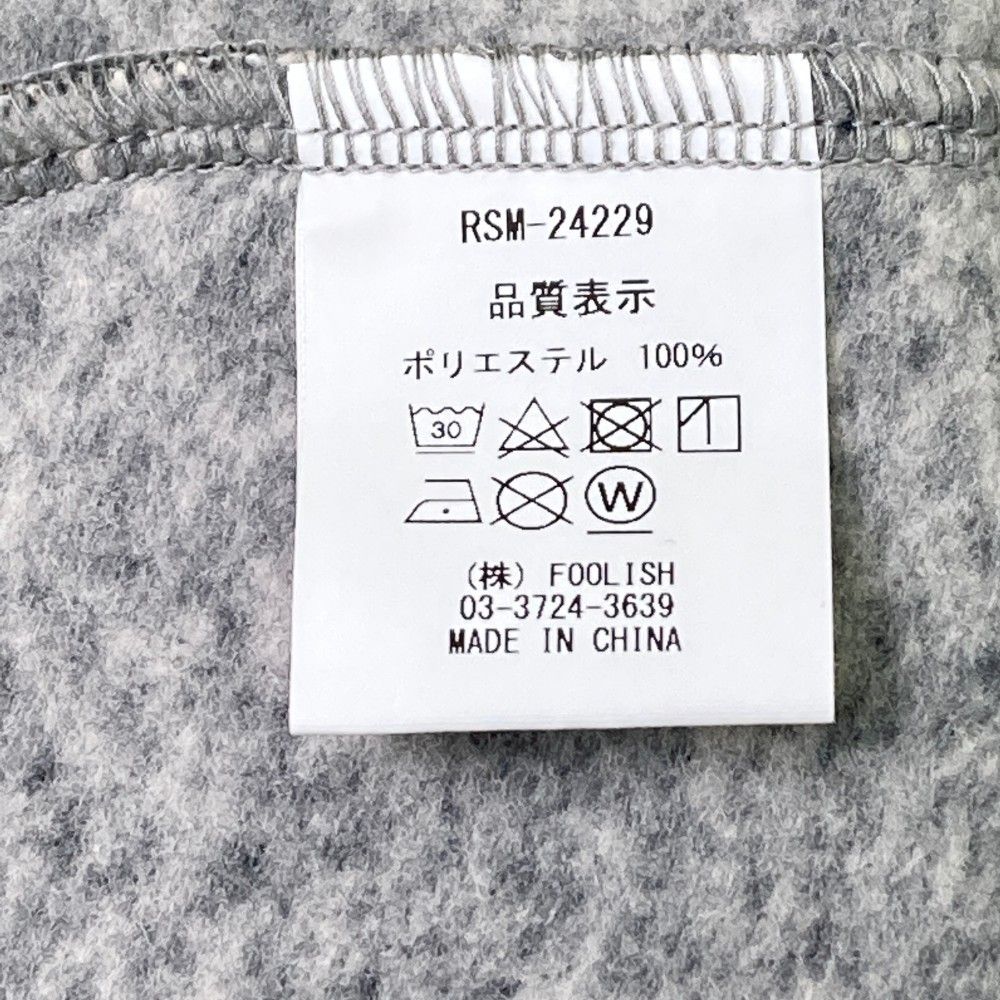 RSM-24229
品質表示
ポリエステル 100%
30
W
(株) FOOLISH
03-3724-3639
MADE IN CHINA